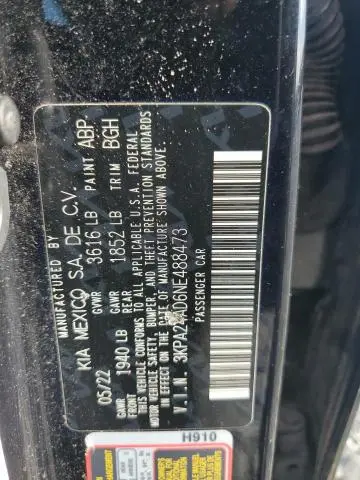 MANUFACTURED BY
KIA MEXICO S.A. DE C.V.
05/22 GVWR 3616 LB PAINT ABP
GAWR FRONT 1940 LB GAWR REAR 1852 LB TRIM BGH
THIS VEHICLE CONFORMS TO ALL APPLICABLE U.S. FEDERAL
MOTOR VEHICLE SAFETY, BUMPER, AND THEFT PREVENTION STANDARDS
IN EFFECT ON THE DATE OF MANUFACTURE SHOWN ABOVE.
V.I.N. 3KPA24AD6NE488473
PASSENGER CAR
H910